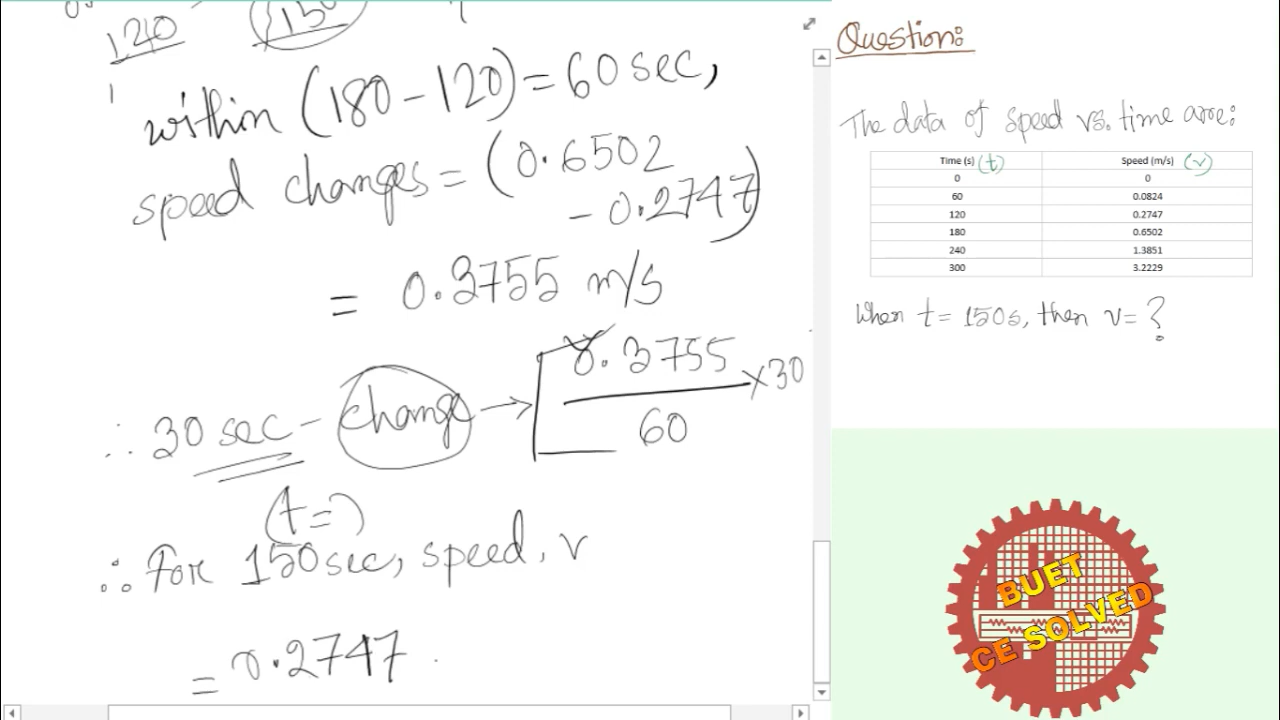 120 150
within (180 - 120) = 60 sec,
speed changes = (0.6502
- 0.2747)
= 0.3755 m/s
∴ 30 sec - change → [0.3755
60
×30
(t=)
∴ For 150sec, speed, v
= 0.2747
Question:
The data of speed vs. time are:
Time (s) (t) Speed (m/s) (v)
0 0
60 0.0824
120 0.2747
180 0.6502
240 1.3851
300 3.2229
When t = 150s, then v = ?
BUET
CE SOLVED